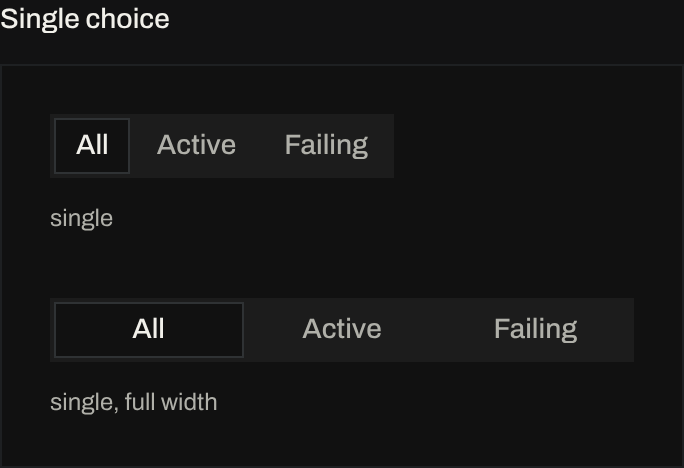 Single choice
All Active Failing
single
All Active Failing
single, full width